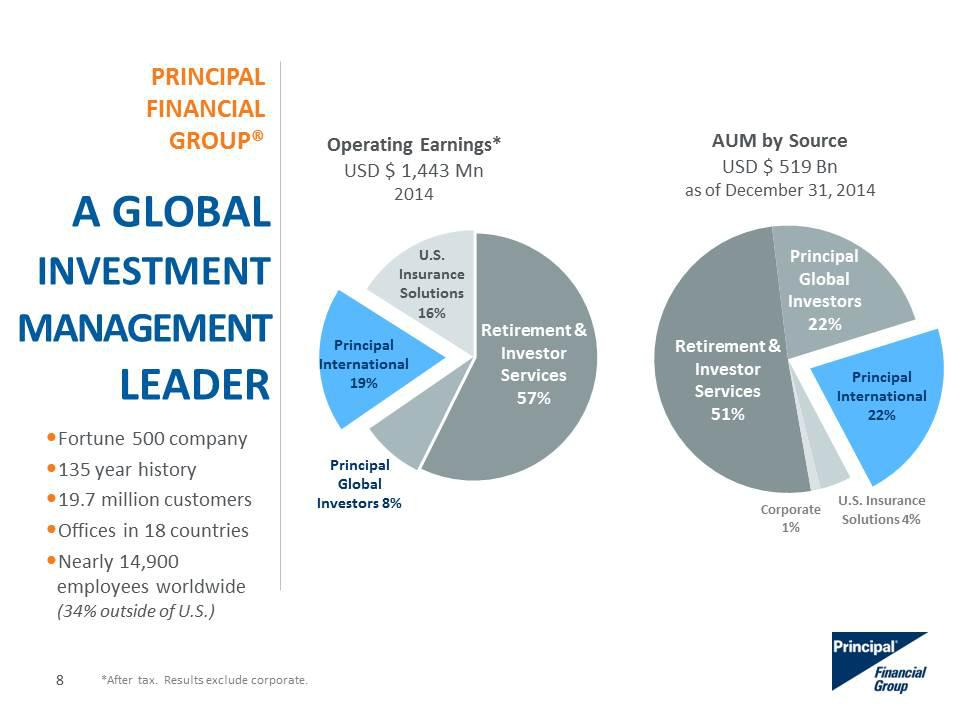 PRINCIPAL
FINANCIAL
GROUP®
A GLOBAL
INVESTMENT
MANAGEMENT
LEADER
•Fortune 500 company
•135 year history
•19.7 million customers
•Offices in 18 countries
•Nearly 14,900
employees worldwide
(34% outside of U.S.)
Operating Earnings*
USD $ 1,443 Mn
2014
U.S.
Insurance
Solutions
16%
Retirement &
Investor
Services
57%
Principal
International
19%
Principal
Global
Investors 8%
AUM by Source
USD $ 519 Bn
as of December 31, 2014
Principal
Global
Investors
22%
Retirement &
Investor
Services
51%
Principal
International
22%
U.S. Insurance
Solutions 4%
Corporate
1%
8
*After tax. Results exclude corporate.
Principal®
Financial
Group